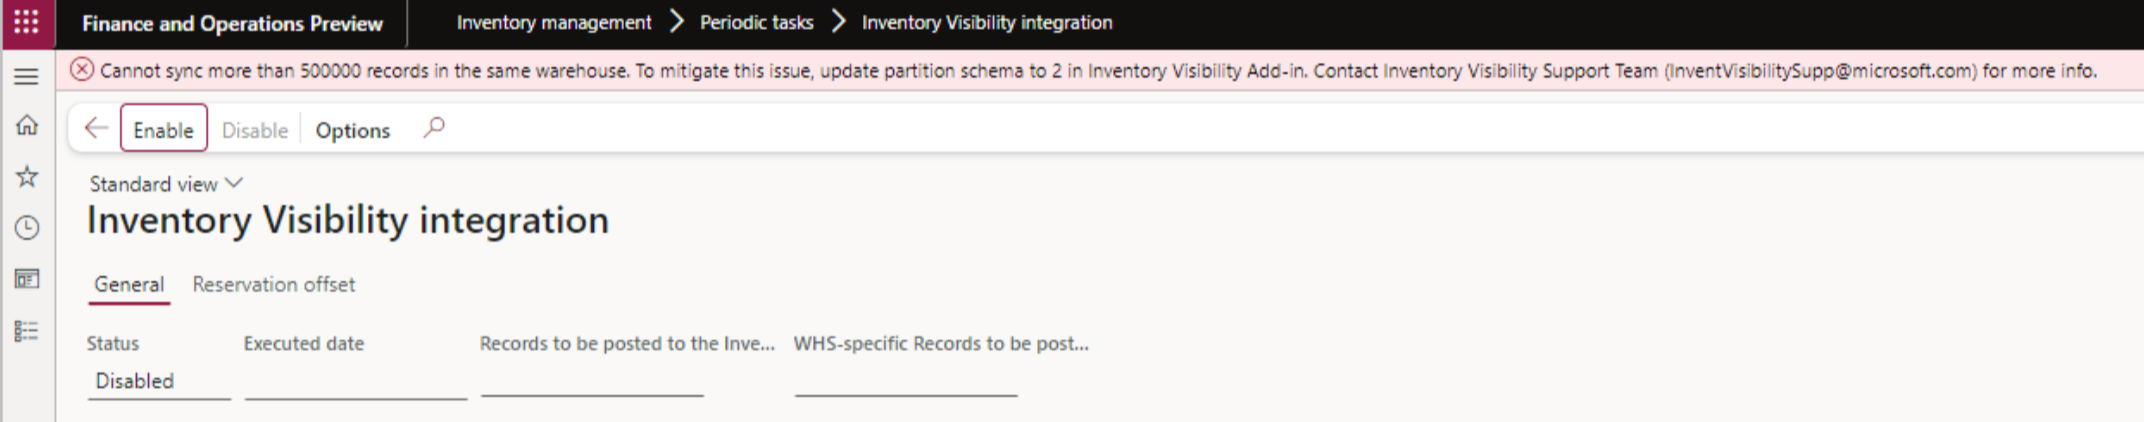 Finance and Operations Preview
Inventory management > Periodic tasks > Inventory Visibility integration
Cannot sync more than 500000 records in the same warehouse. To mitigate this issue, update partition schema to 2 in Inventory Visibility Add-in. Contact Inventory Visibility Support Team (InventVisibilitySupp@microsoft.com) for more info.
Enable Disable Options
Standard view
Inventory Visibility integration
General Reservation offset
Status Executed date Records to be posted to the Inve... WHS-specific Records to be post...
Disabled